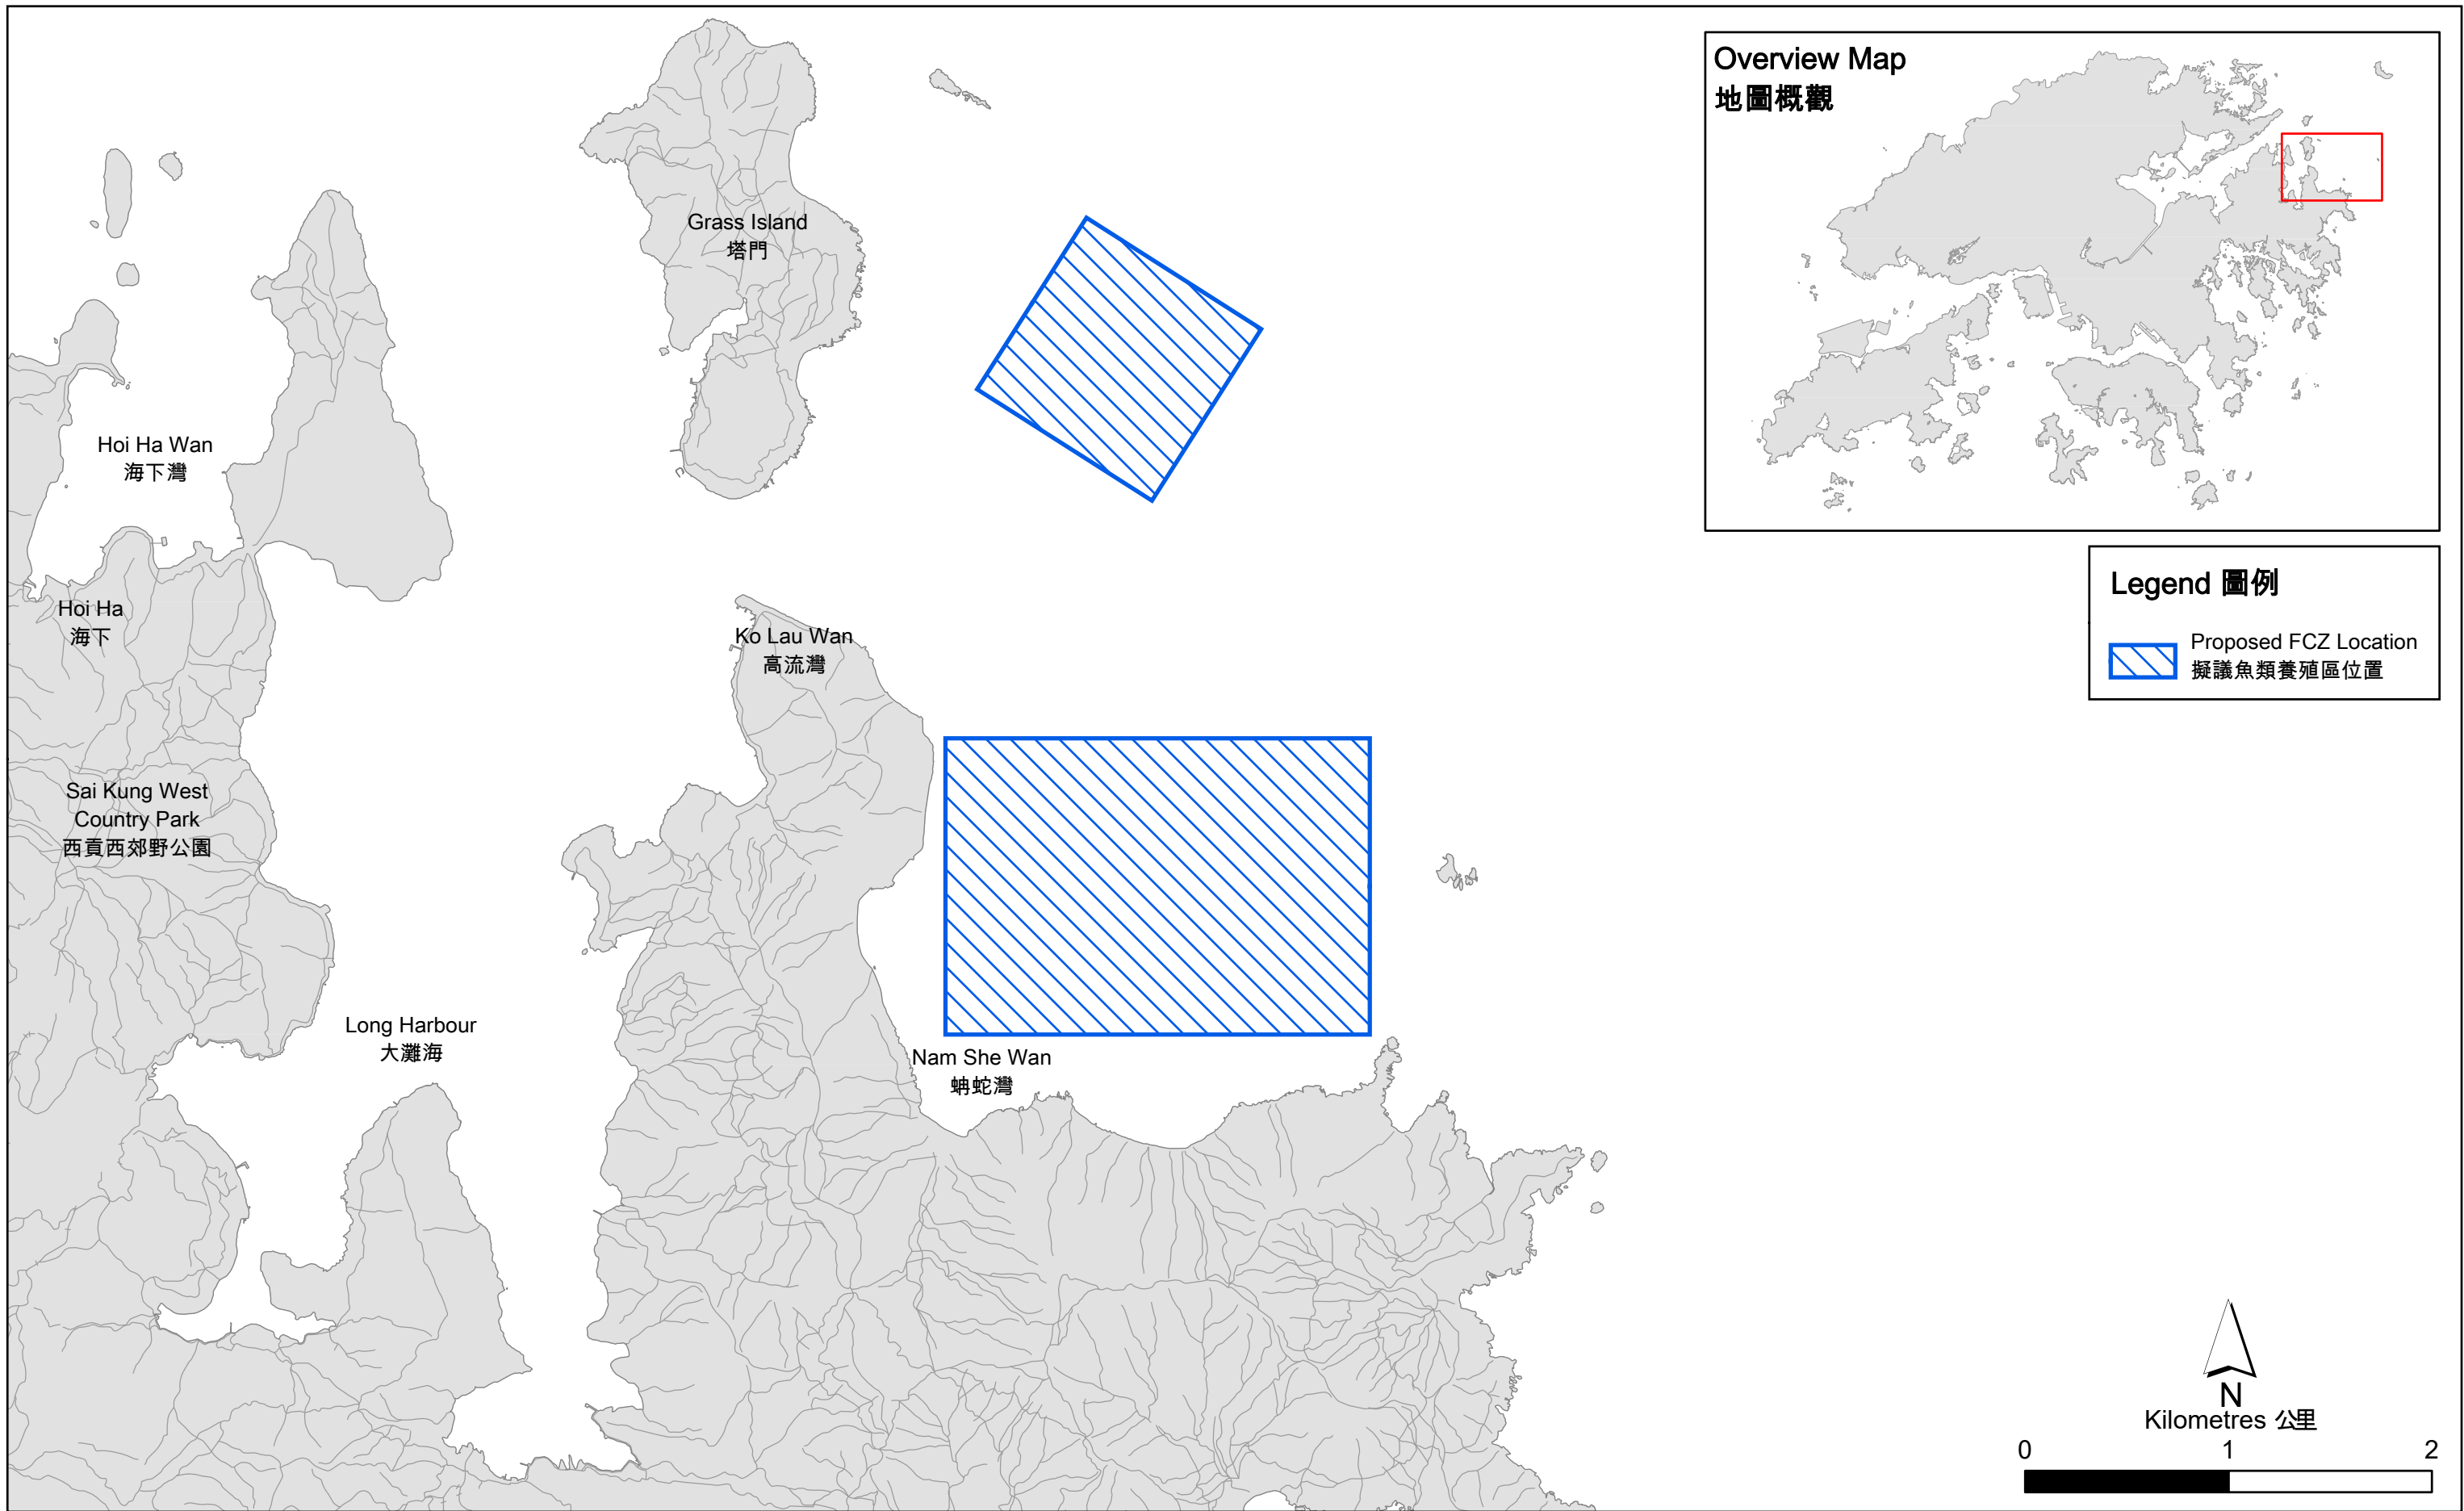 Overview Map
地圖概觀
Grass Island
塔門
Hoi Ha Wan
海下灣
Legend 圖例
Proposed FCZ Location
擬議魚類養殖區位置
Hoi Ha
海下
Ko Lau Wan
高流灣
Sai Kung West
Country Park
西貢西郊野公園
Long Harbour
大灘海
Nam She Wan
蚺蛇灣
N
Kilometres 公里
0 1 2